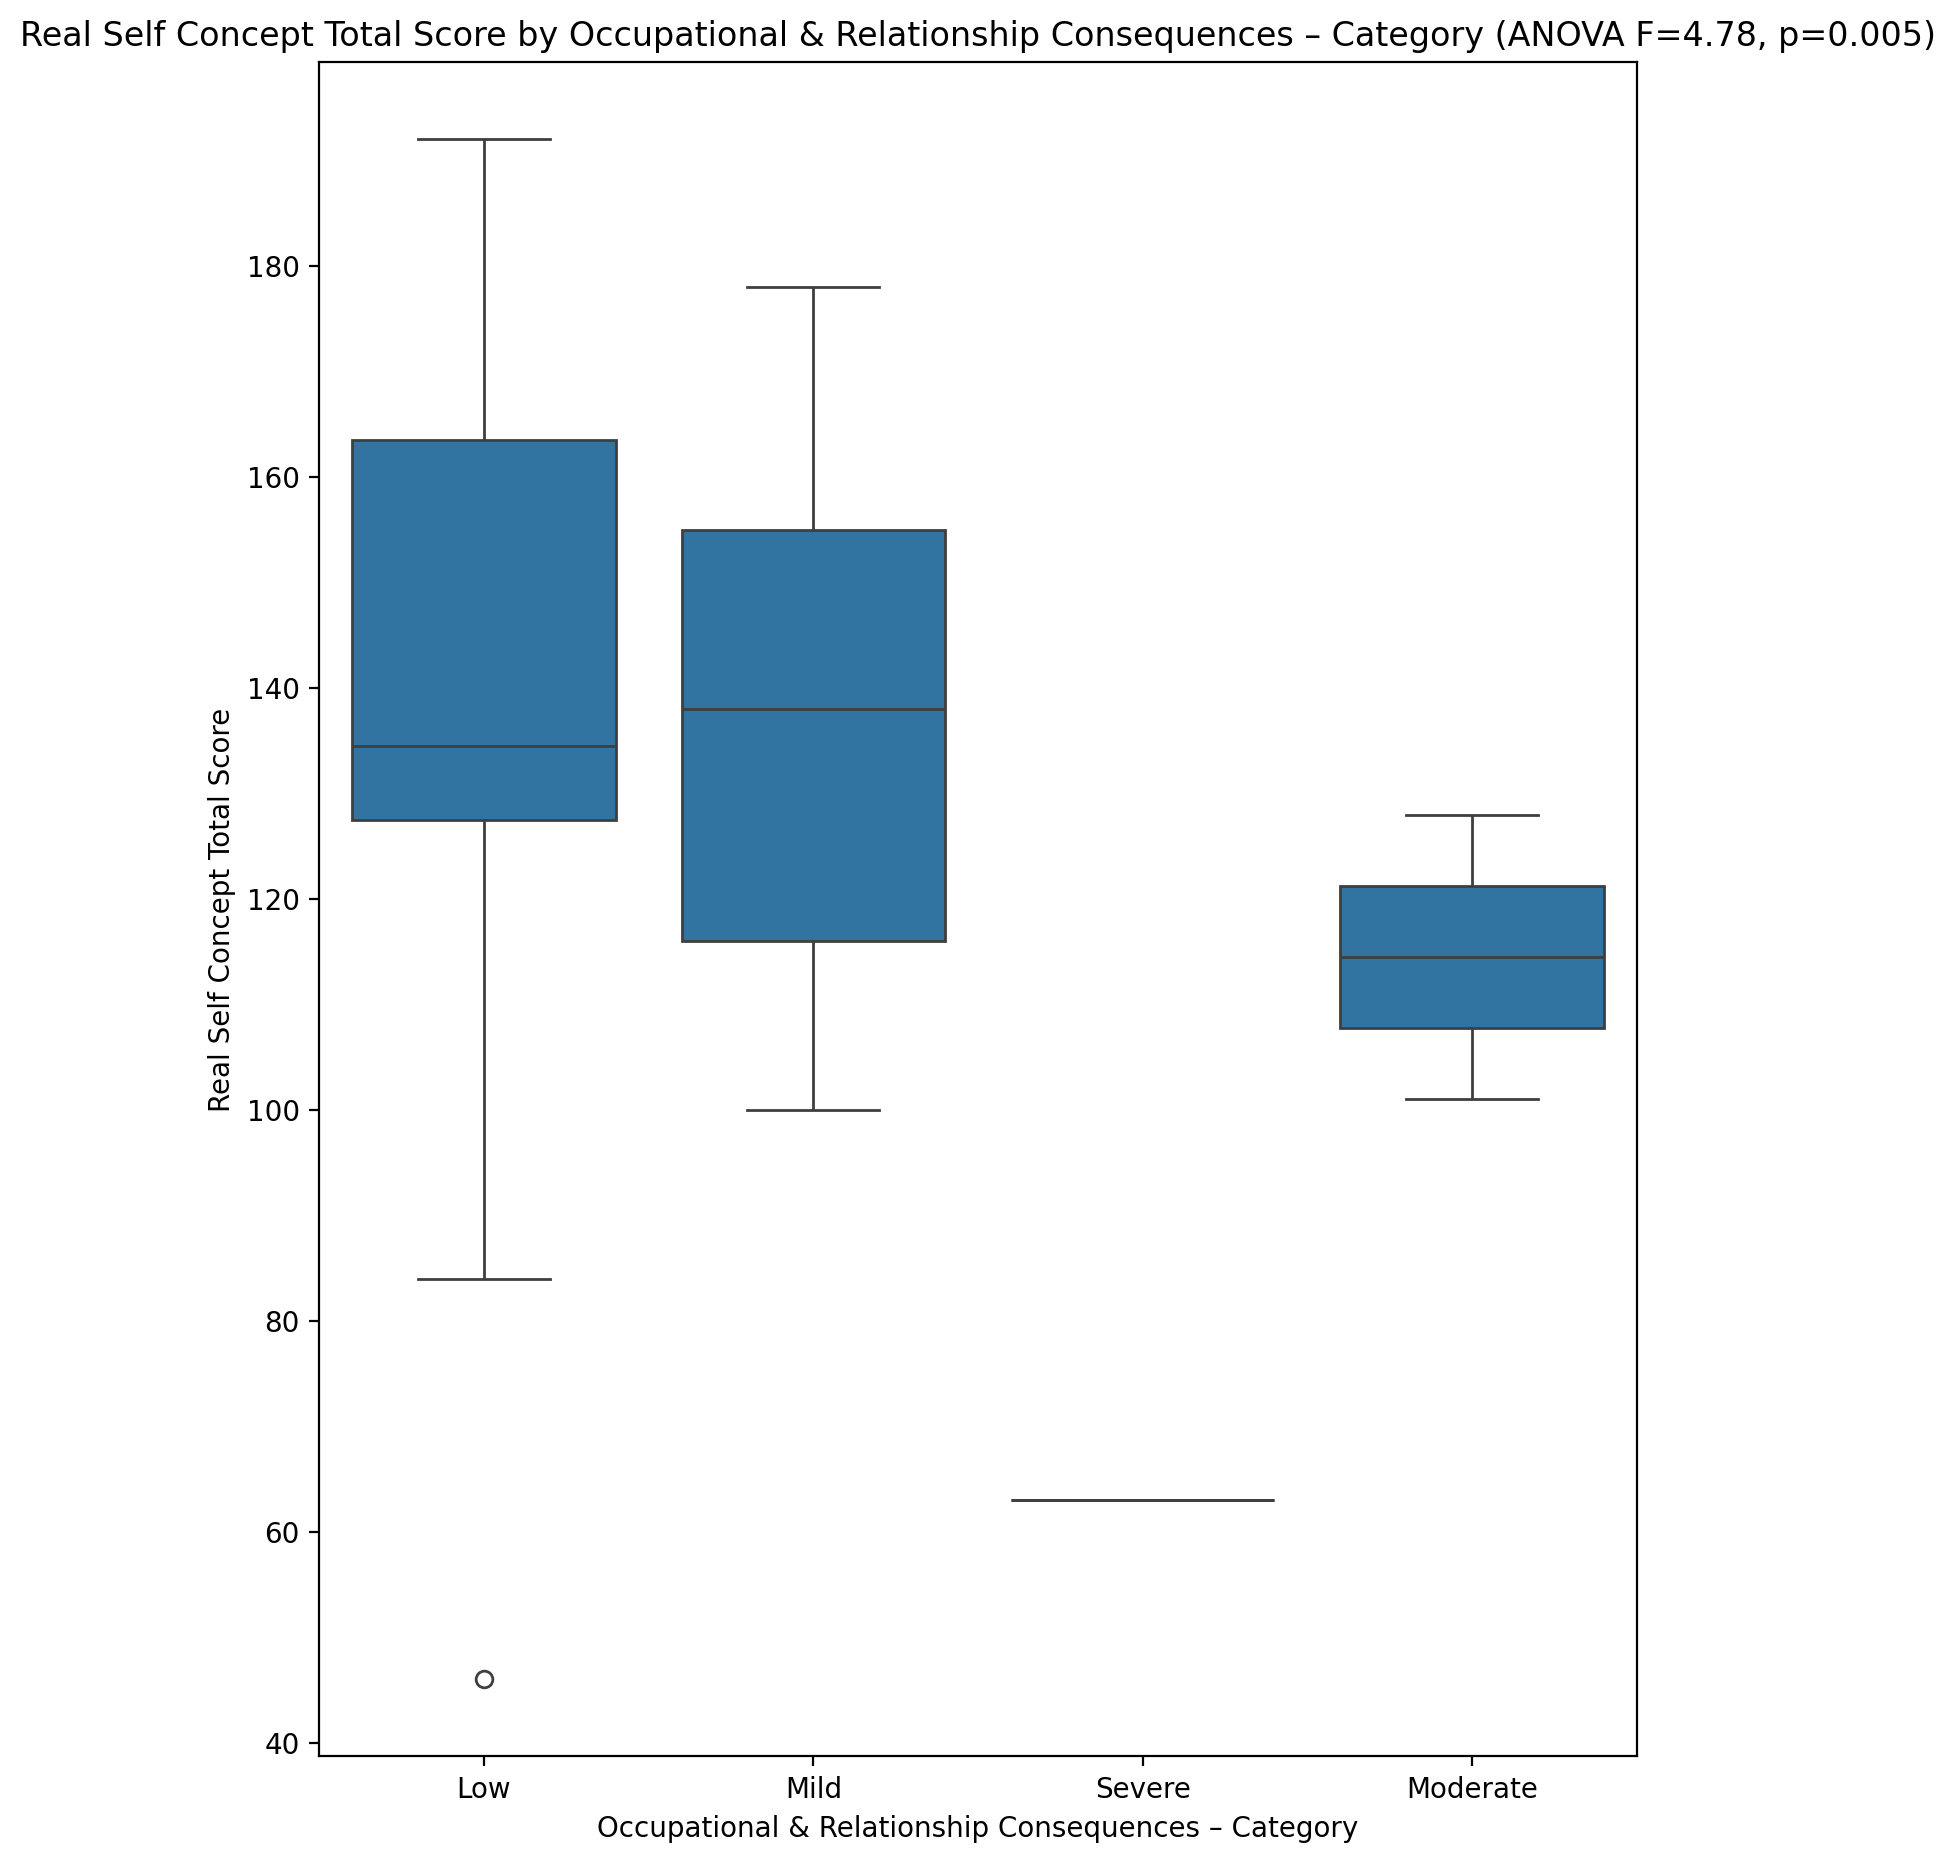 Real Self Concept Total Score by Occupational & Relationship Consequences – Category (ANOVA F=4.78, p=0.005)
Real Self Concept Total Score
180
160
140
120
100
80
60
40
Low
Mild
Severe
Moderate
Occupational & Relationship Consequences – Category